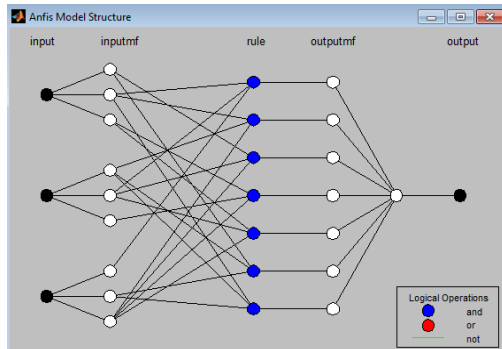 Anfis Model Structure
input inputmf rule outputmf output
Logical Operations
and
or
not